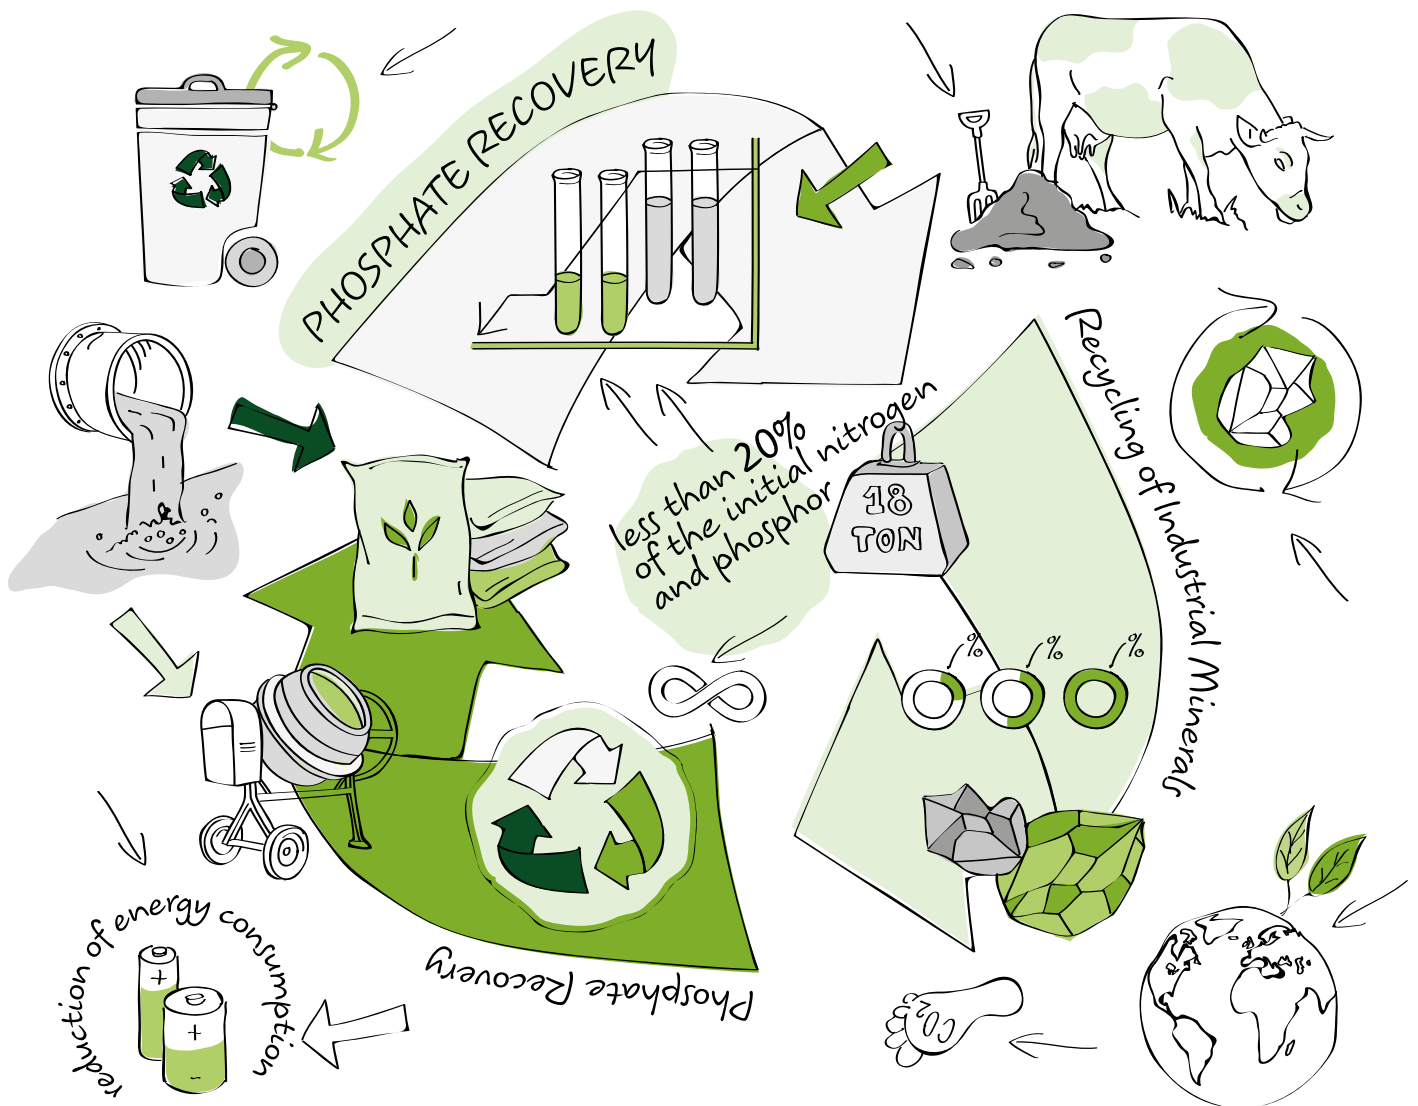 PHOSPHATE RECOVERY
less than 20%
of the initial nitrogen
and phosphor
18
TON
Recycling of Industrial Minerals
%
%
%
Phosphate Recovery
reduction of energy consumption
+
+
-
CO2